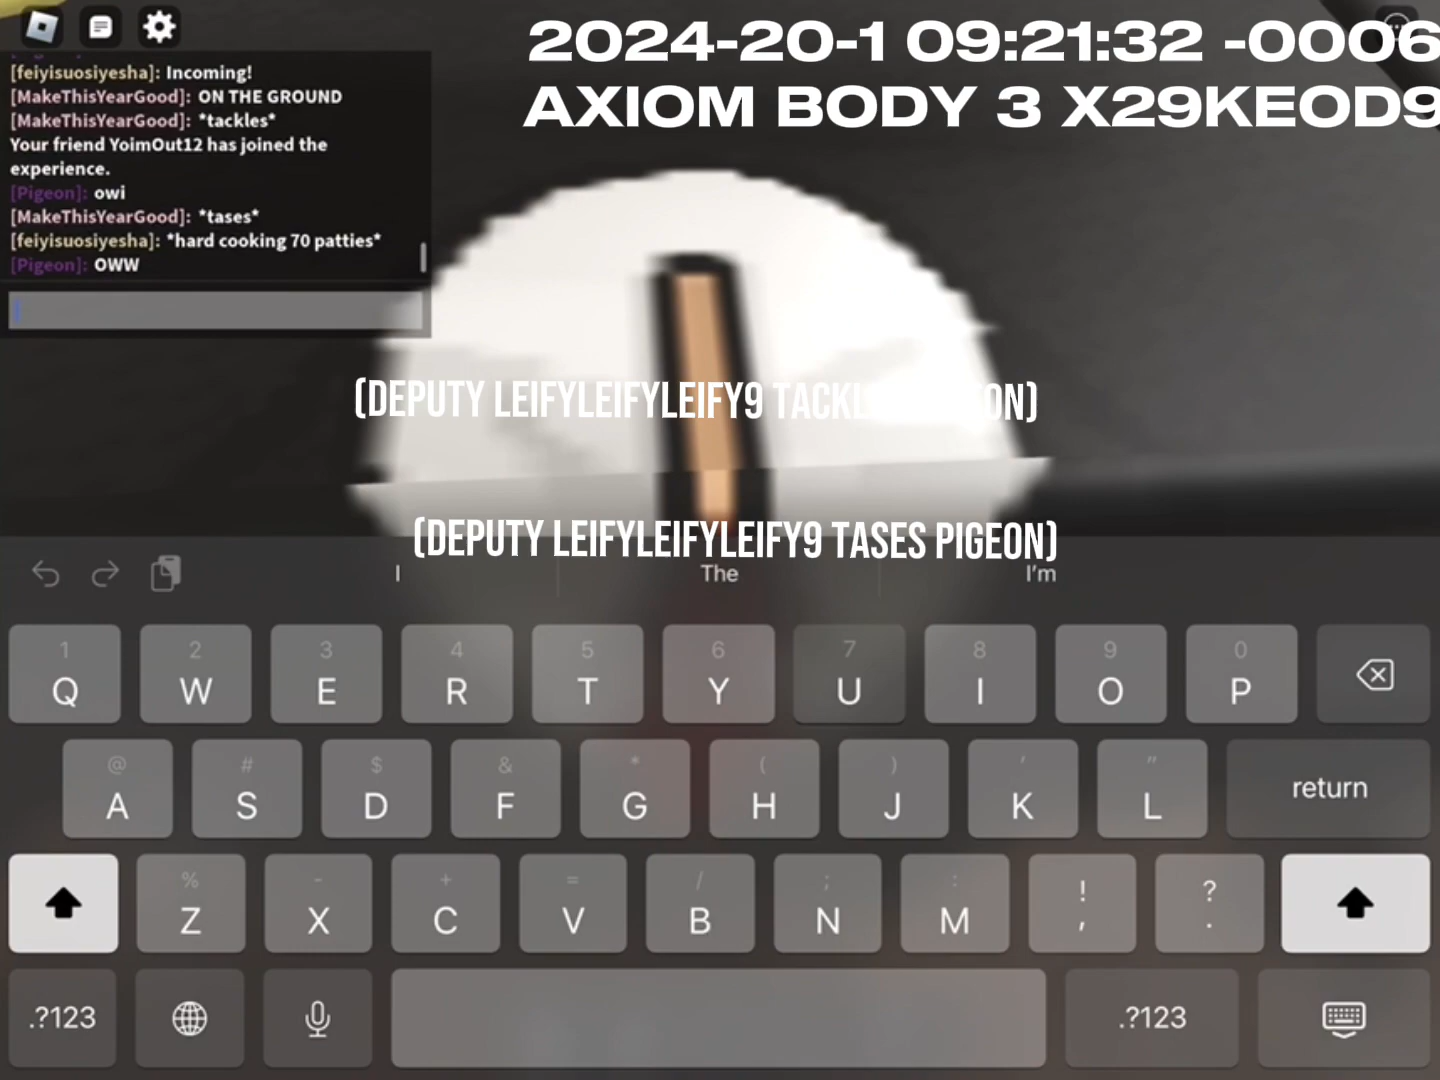 2024-20-1 09:21:32 -0006
AXIOM BODY 3 X29KEOD9
[feiyisuosiyesha]: Incoming!
[MakeThisYearGood]: ON THE GROUND
[MakeThisYearGood]: *tackles*
Your friend YoimOut12 has joined the
experience.
[Pigeon]: owi
[MakeThisYearGood]: *tases*
[feiyisuosiyesha]: *hard cooking 70 patties*
[Pigeon]: OWW
(DEPUTY LEIFYLEIFYLEIFY9
(DEPUTY LEIFYLEIFYLEIFY9 TASES PIGEON)
I The I'm
1 2 3 4 5 6 7 8 9 0
Q W E R T Y U I O P
@ # $ & * ( ) ' "
A S D F G H J K L return
% - + = / ; : ! ?
Z X C V B N M , .
.?123 .?123